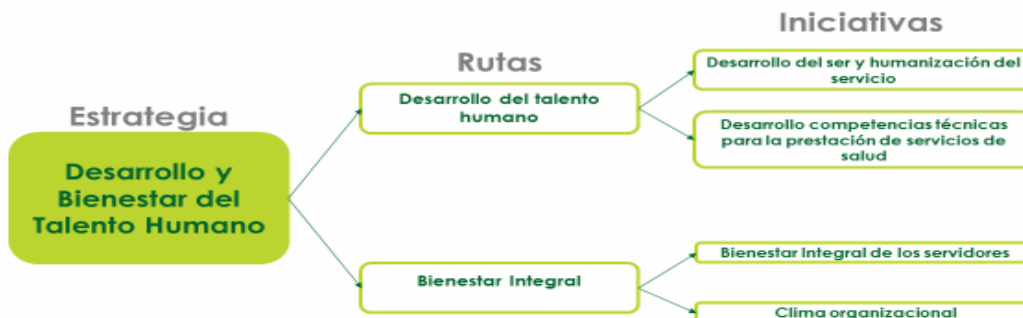 Estrategia
Desarrollo y
Bienestar del
Talento Humano
Rutas
Desarrollo del talento
humano
Bienestar Integral
Iniciativas
Desarrollo del ser y humanización del
servicio
Desarrollo competencias técnicas
para la prestación de servicios de
salud
Bienestar Integral de los servidores
Clima organizacional